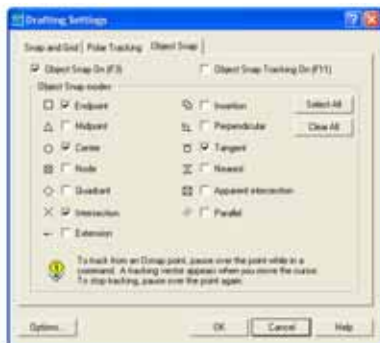 Drafting Settings
Snap and Grid Polar Tracking Object Snap
Object Snap On (F3) Object Snap Tracking On (F11)
Object Snap modes
Endpoint Insertion Select All
Midpoint Perpendicular Clear All
Center Tangent
Node Nearest
Quadrant Apparent intersection
Intersection Parallel
Extension
To track from an Osnap point, pause over the point while in a
command. A tracking vector appears when you move the cursor.
To stop tracking, pause over the point again.
Options... OK Cancel Help